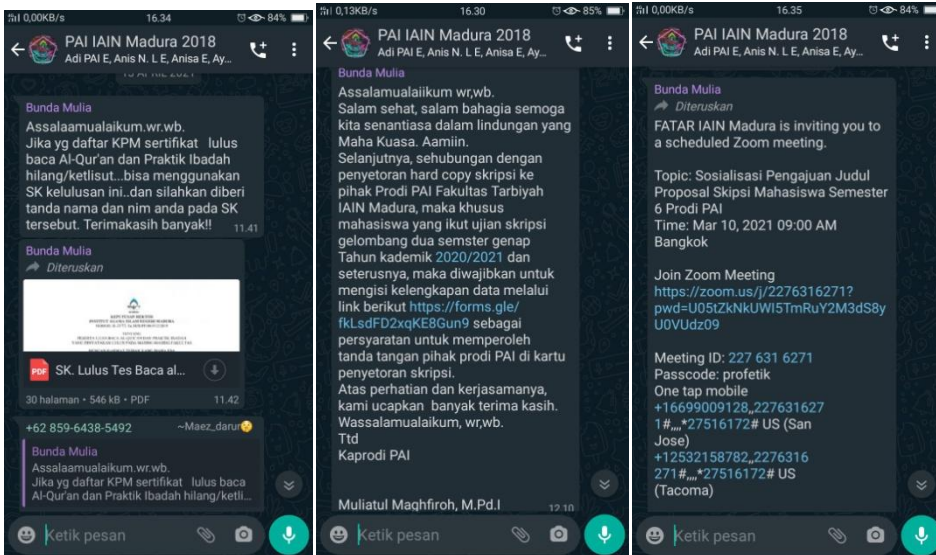 0,00KB/s 16.34 84%
PAI IAIN Madura 2018
Adi PAI E, Anis N. L E, Anisa E, Ay...
15 APRIL 2021
Bunda Mulia
Assalaamualaikum.wr.wb.
Jika yg daftar KPM sertifikat lulus
baca Al-Qur'an dan Praktik Ibadah
hilang/ketlisut...bisa menggunakan
SK kelulusan ini..dan silahkan diberi
tanda nama dan nim anda pada SK
tersebut. Terimakasih banyak!! 11.41
Bunda Mulia
Diteruskan
PDF SK. Lulus Tes Baca al...
30 halaman • 546 kB • PDF 11.42
+62 859-6438-5492 ~Maez_darur
Bunda Mulia
Assalaamualaikum.wr.wb.
Jika yg daftar KPM sertifikat lulus baca
Al-Qur'an dan Praktik Ibadah hilang/ketli...
Ketik pesan
0,13KB/s 16.30 85%
PAI IAIN Madura 2018
Adi PAI E, Anis N. L E, Anisa E, Ay...
Bunda Mulia
Assalamualaiikum wr,wb.
Salam sehat, salam bahagia semoga
kita senantiasa dalam lindungan yang
Maha Kuasa. Aamiin.
Selanjutnya, sehubungan dengan
penyetoran hard copy skripsi ke
pihak Prodi PAI Fakultas Tarbiyah
IAIN Madura, maka khusus
mahasiswa yang ikut ujian skripsi
gelombang dua semster genap
Tahun kademik 2020/2021 dan
seterusnya, maka diwajibkan untuk
mengisi kelengkapan data melalui
link berikut https://forms.gle/
fkLsdFD2xqKE8Gun9 sebagai
persyaratan untuk memperoleh
tanda tangan pihak prodi PAI di kartu
penyetoran skripsi.
Atas perhatian dan kerjasamanya,
kami ucapkan banyak terima kasih.
Wassalamualaikum, wr,wb.
Ttd
Kaprodi PAI
Muliatul Maghfiroh, M.Pd.I 12.10
Ketik pesan
0,00KB/s 16.35 84%
PAI IAIN Madura 2018
Adi PAI E, Anis N. L E, Anisa E, Ay...
Bunda Mulia
Diteruskan
FATAR IAIN Madura is inviting you to
a scheduled Zoom meeting.
Topic: Sosialisasi Pengajuan Judul
Proposal Skipsi Mahasiswa Semester
6 Prodi PAI
Time: Mar 10, 2021 09:00 AM
Bangkok
Join Zoom Meeting
https://zoom.us/j/2276316271?
pwd=U05tZkNkUWI5TmRuY2M3dS8y
U0VUdz09
Meeting ID: 227 631 6271
Passcode: profetik
One tap mobile
+16699009128,,227631627
1#,,,,*27516172# US (San
Jose)
+12532158782,,2276316
271#,,,,*27516172# US
(Tacoma)
Ketik pesan